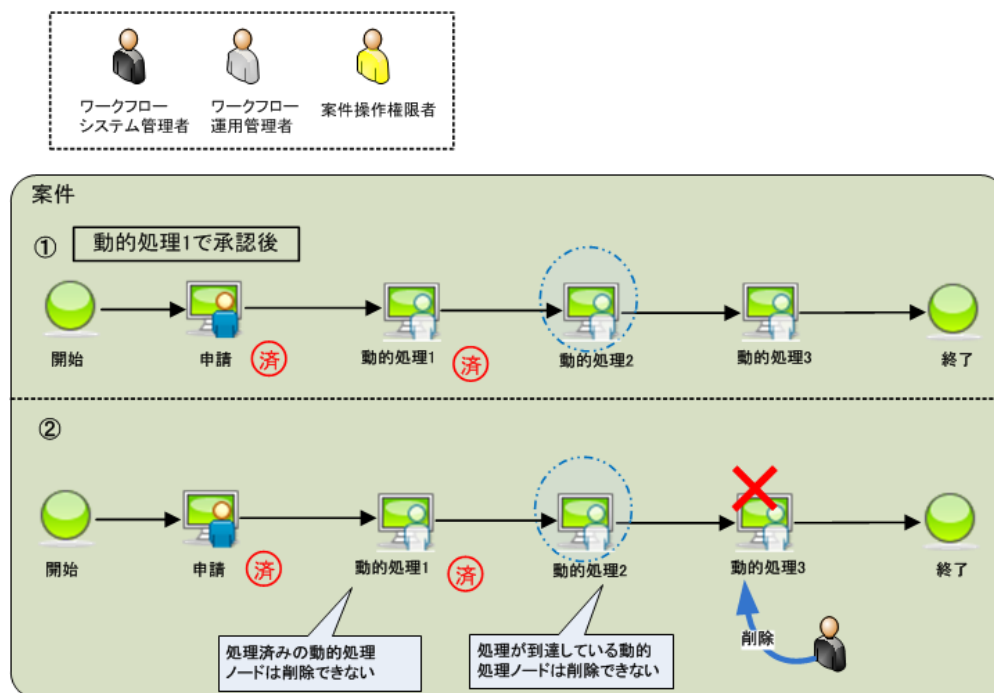 ワークフロー
システム管理者
ワークフロー
運用管理者
案件操作権限者
案件
① 動的処理1で承認後
開始
申請
済
動的処理1
済
動的処理2
動的処理3
終了
②
開始
申請
済
動的処理1
済
動的処理2
動的処理3
終了
処理済みの動的処理
ノードは削除できない
処理が到達している動的
処理ノードは削除できない
削除